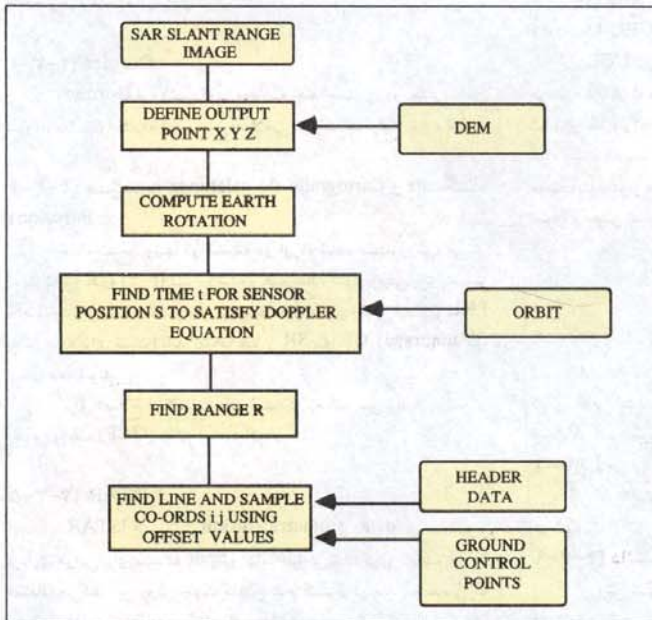 SAR SLANT RANGE
IMAGE
DEFINE OUTPUT
POINT X Y Z
DEM
COMPUTE EARTH
ROTATION
FIND TIME t FOR SENSOR
POSITION S TO SATISFY DOPPLER
EQUATION
ORBIT
FIND RANGE R
FIND LINE AND SAMPLE
CO-ORDS i j USING
OFFSET VALUES
HEADER
DATA
GROUND
CONTROL
POINTS